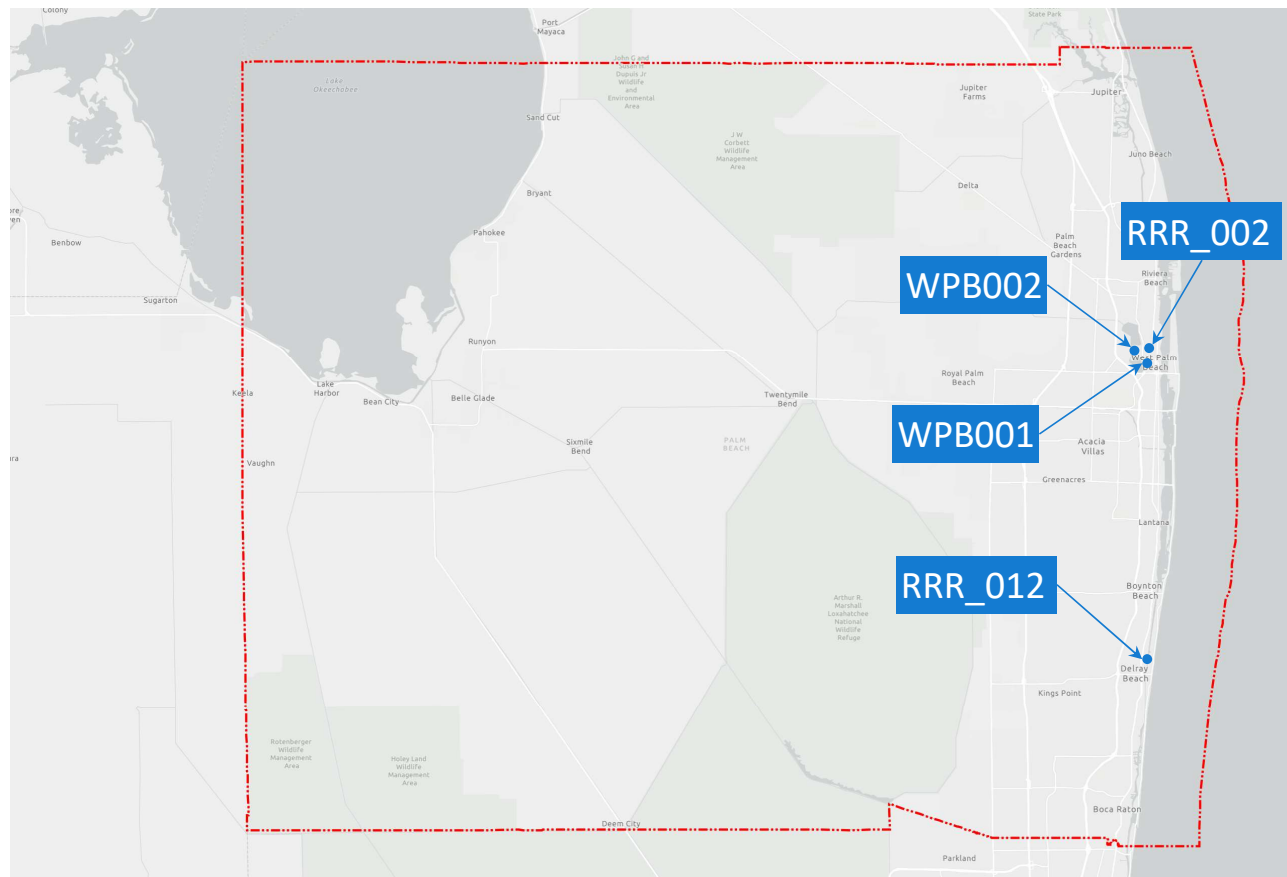 Colony
Port
Mayaca
State Park
John G and
Susan H
Dupuis Jr
Wildlife
and
Environmental
Area
Lake
Okeechobee
Jupiter
Farms
Jupiter
Sand Cut
J W
Corbett
Wildlife
Management
Area
Juno Beach
Delta
Bryant
ore
ven
Benbow
Pahokee
Palm
Beach
Gardens
RRR_002
WPB002
Riviera
Beach
Sugarton
Runyon
West Palm
Beach
Royal Palm
Beach
Keela
Lake
Harbor
Bean City
Belle Glade
Twentymile
Bend
WPB001
Sixmile
Bend
PALM
BEACH
Acacia
Villas
ara
Vaughn
Greenacres
Lantana
RRR_012
Boynton
Beach
Arthur R.
Marshall
Loxahatchee
National
Wildlife
Refuge
Delray
Beach
Kings Point
Rotenberger
Wildlife
Management
Area
Holey Land
Wildlife
Management
Area
Deem City
Boca Raton
Parkland